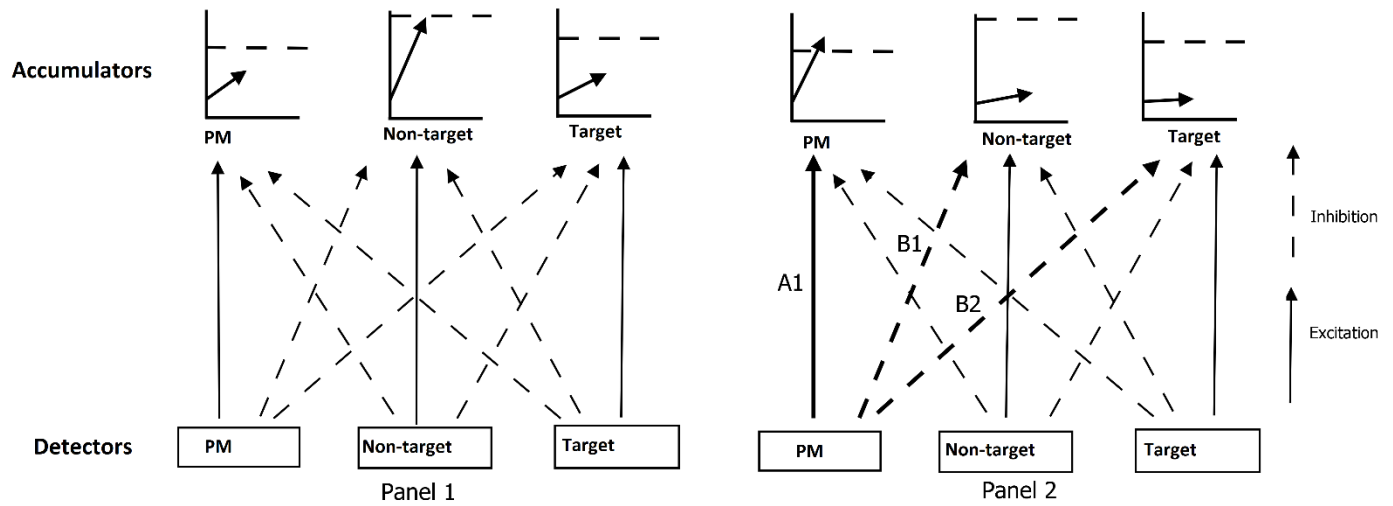 Accumulators
PM
Non-target
Target
PM
Non-target
Target
A1
B1
B2
Inhibition
Excitation
Detectors
PM
Non-target
Target
PM
Non-target
Target
Panel 1
Panel 2